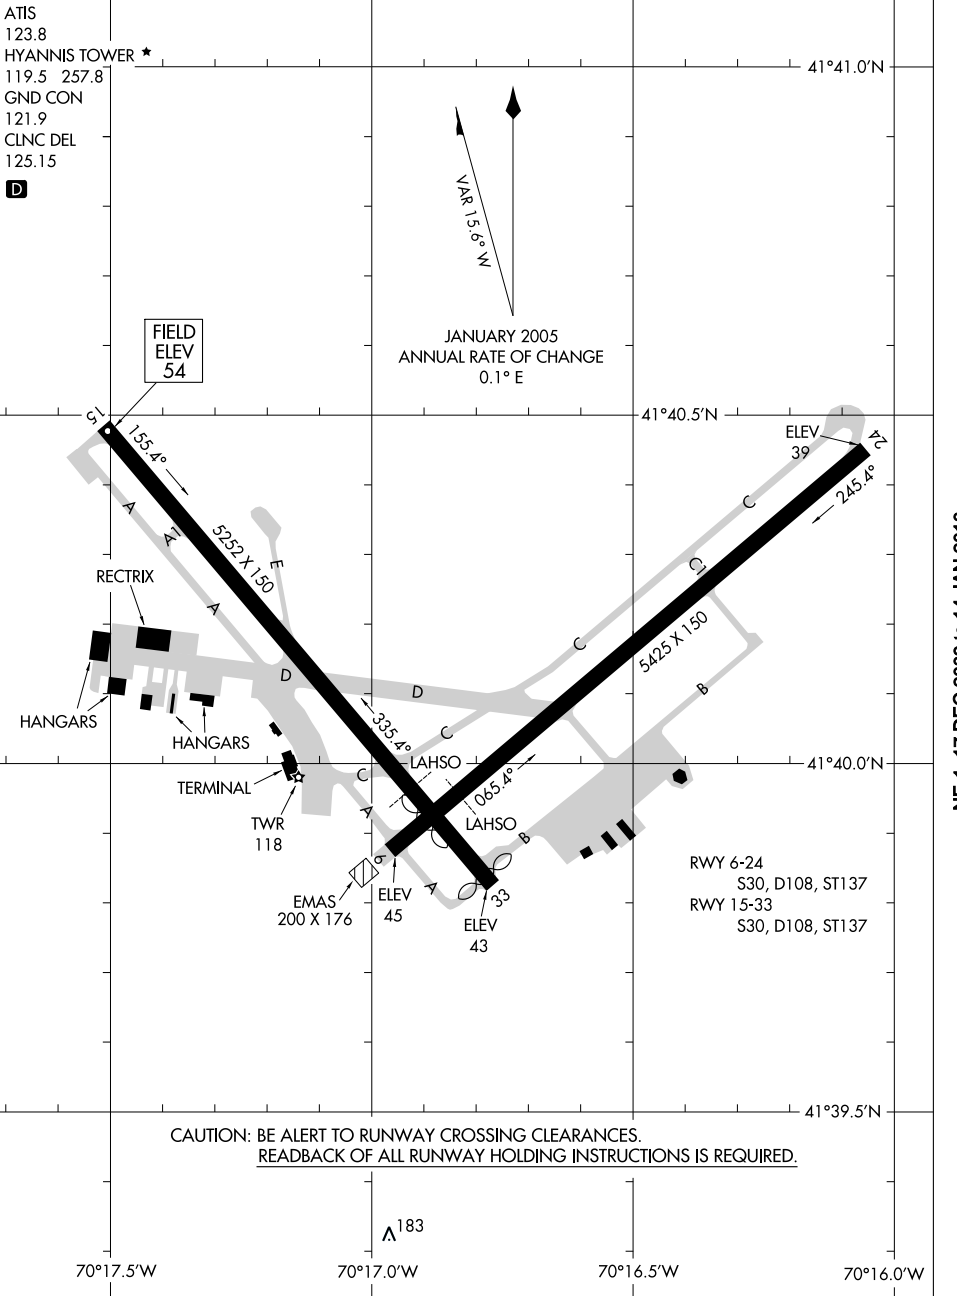 ATIS
123.8
HYANNIS TOWER ★
119.5 257.8
GND CON
121.9
CLNC DEL
125.15
D
41°41.0'N
VAR 15.6° W
JANUARY 2005
ANNUAL RATE OF CHANGE
0.1° E
FIELD
ELEV
54
15
155.4°
41°40.5'N
ELEV
39
24
245.4°
A
A1
5252 X 150
E
C
C1
RECTRIX
A
C
5425 X 150
D
D
B
HANGARS
HANGARS
335.4°
C
LAHSO
41°40.0'N
TERMINAL
C
065.4°
A
LAHSO
TWR
118
B
6
EMAS
200 X 176
ELEV
45
A
33
ELEV
43
RWY 6-24
S30, D108, ST137
RWY 15-33
S30, D108, ST137
41°39.5'N
CAUTION: BE ALERT TO RUNWAY CROSSING CLEARANCES.
READBACK OF ALL RUNWAY HOLDING INSTRUCTIONS IS REQUIRED.
183
70°17.5'W
70°17.0'W
70°16.5'W
70°16.0'W